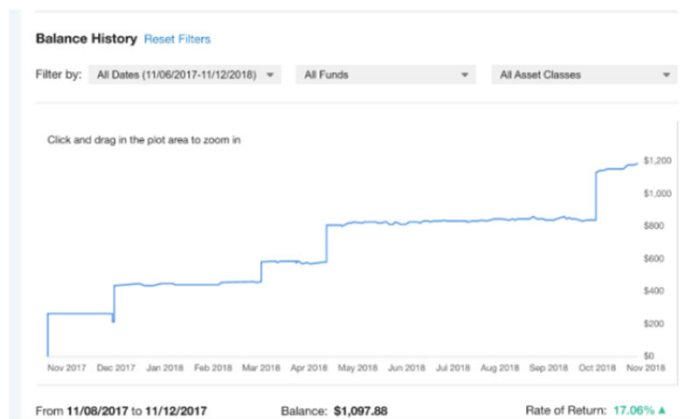 Balance History Reset Filters
Filter by: All Dates (11/06/2017-11/12/2018) All Funds All Asset Classes
Click and drag in the plot area to zoom in
$1,200
$1,000
$800
$600
$400
$200
$0
Nov 2017 Dec 2017 Jan 2018 Feb 2018 Mar 2018 Apr 2018 May 2018 Jun 2018 Jul 2018 Aug 2018 Sep 2018 Oct 2018 Nov 2018
From 11/08/2017 to 11/12/2017 Balance: $1,097.88 Rate of Return: 17.06% ▲